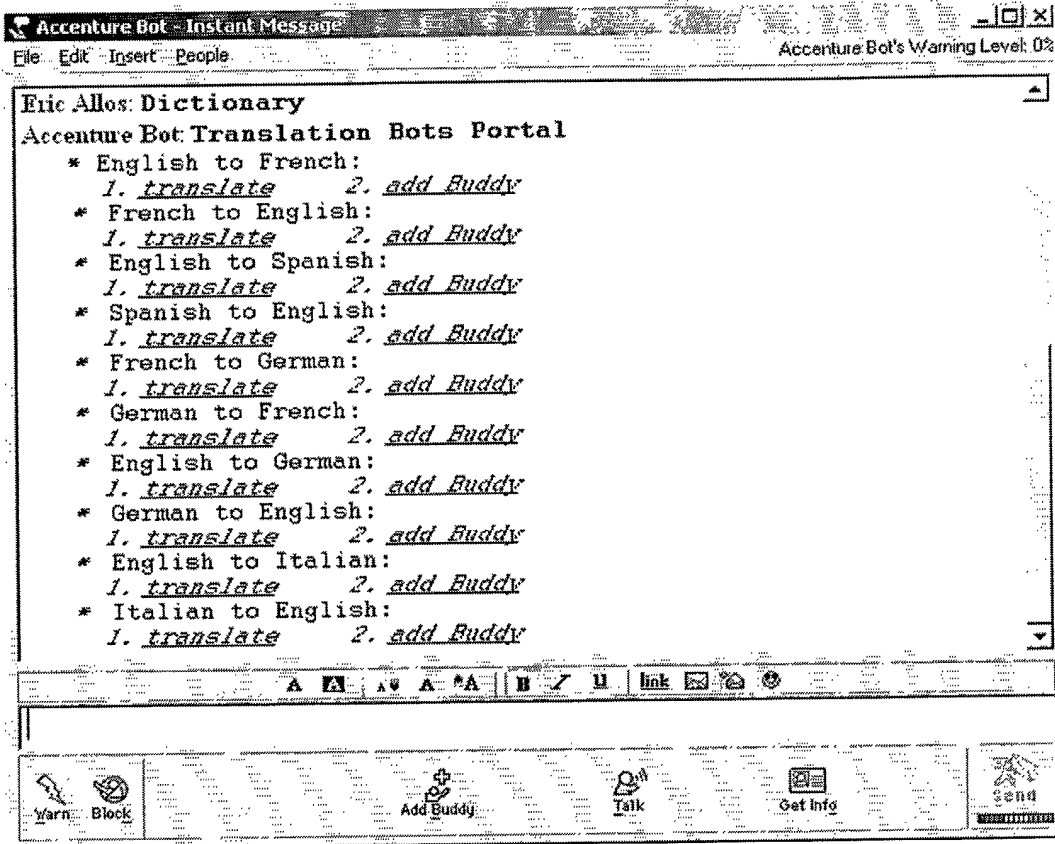 Accenture Bot - Instant Message
File Edit Insert People Accenture Bot's Warning Level: 0%
Eric Allos: Dictionary
Accenture Bot: Translation Bots Portal
* English to French:
1. translate 2. add Buddy
* French to English:
1. translate 2. add Buddy
* English to Spanish:
1. translate 2. add Buddy
* Spanish to English:
1. translate 2. add Buddy
* French to German:
1. translate 2. add Buddy
* German to French:
1. translate 2. add Buddy
* English to German:
1. translate 2. add Buddy
* German to English:
1. translate 2. add Buddy
* English to Italian:
1. translate 2. add Buddy
* Italian to English:
1. translate 2. add Buddy
A A A A A B I U link
Warn Block Add Buddy Talk Get Info Send